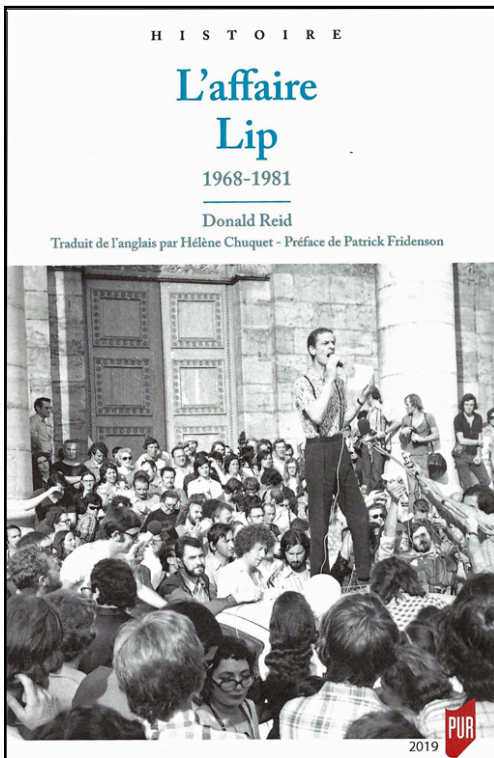 HISTOIRE
L'affaire
Lip
1968-1981
Donald Reid
Traduit de l'anglais par Hélène Chuquet - Préface de Patrick Fridenson
PUR
2019